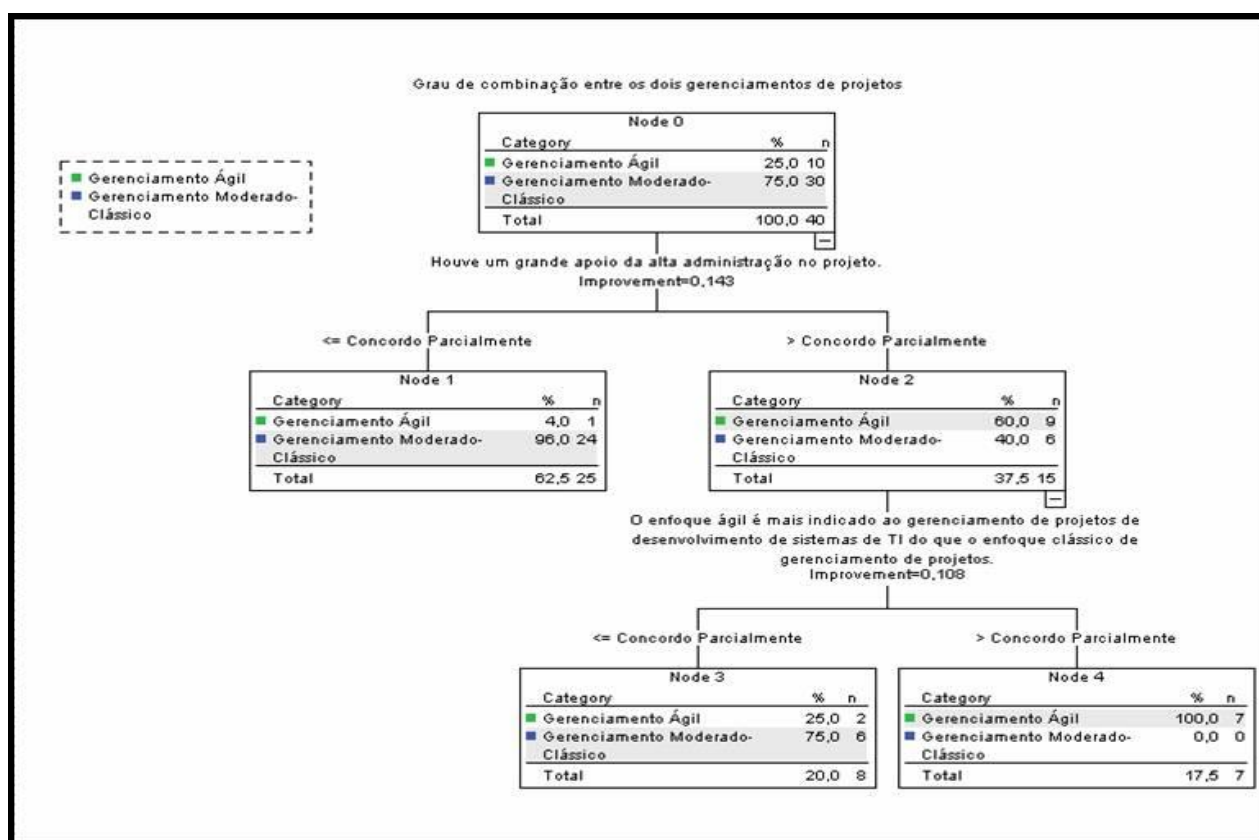 Grau de combinação entre os dois gerenciamentos de projetos
Gerenciamento Ágil
Gerenciamento Moderado-
Clássico
Node 0
Category % n
Gerenciamento Ágil 25,0 10
Gerenciamento Moderado- 75,0 30
Clássico
Total 100,0 40
Houve um grande apoio da alta administração no projeto.
Improvement=0,143
<= Concordo Parcialmente
> Concordo Parcialmente
Node 1
Category % n
Gerenciamento Ágil 4,0 1
Gerenciamento Moderado- 96,0 24
Clássico
Total 62,5 25
Node 2
Category % n
Gerenciamento Ágil 60,0 9
Gerenciamento Moderado- 40,0 6
Clássico
Total 37,5 15
O enfoque ágil é mais indicado ao gerenciamento de projetos de
desenvolvimento de sistemas de TI do que o enfoque clássico de
gerenciamento de projetos.
Improvement=0,108
<= Concordo Parcialmente
> Concordo Parcialmente
Node 3
Category % n
Gerenciamento Ágil 25,0 2
Gerenciamento Moderado- 75,0 6
Clássico
Total 20,0 8
Node 4
Category % n
Gerenciamento Ágil 100,0 7
Gerenciamento Moderado- 0,0 0
Clássico
Total 17,5 7